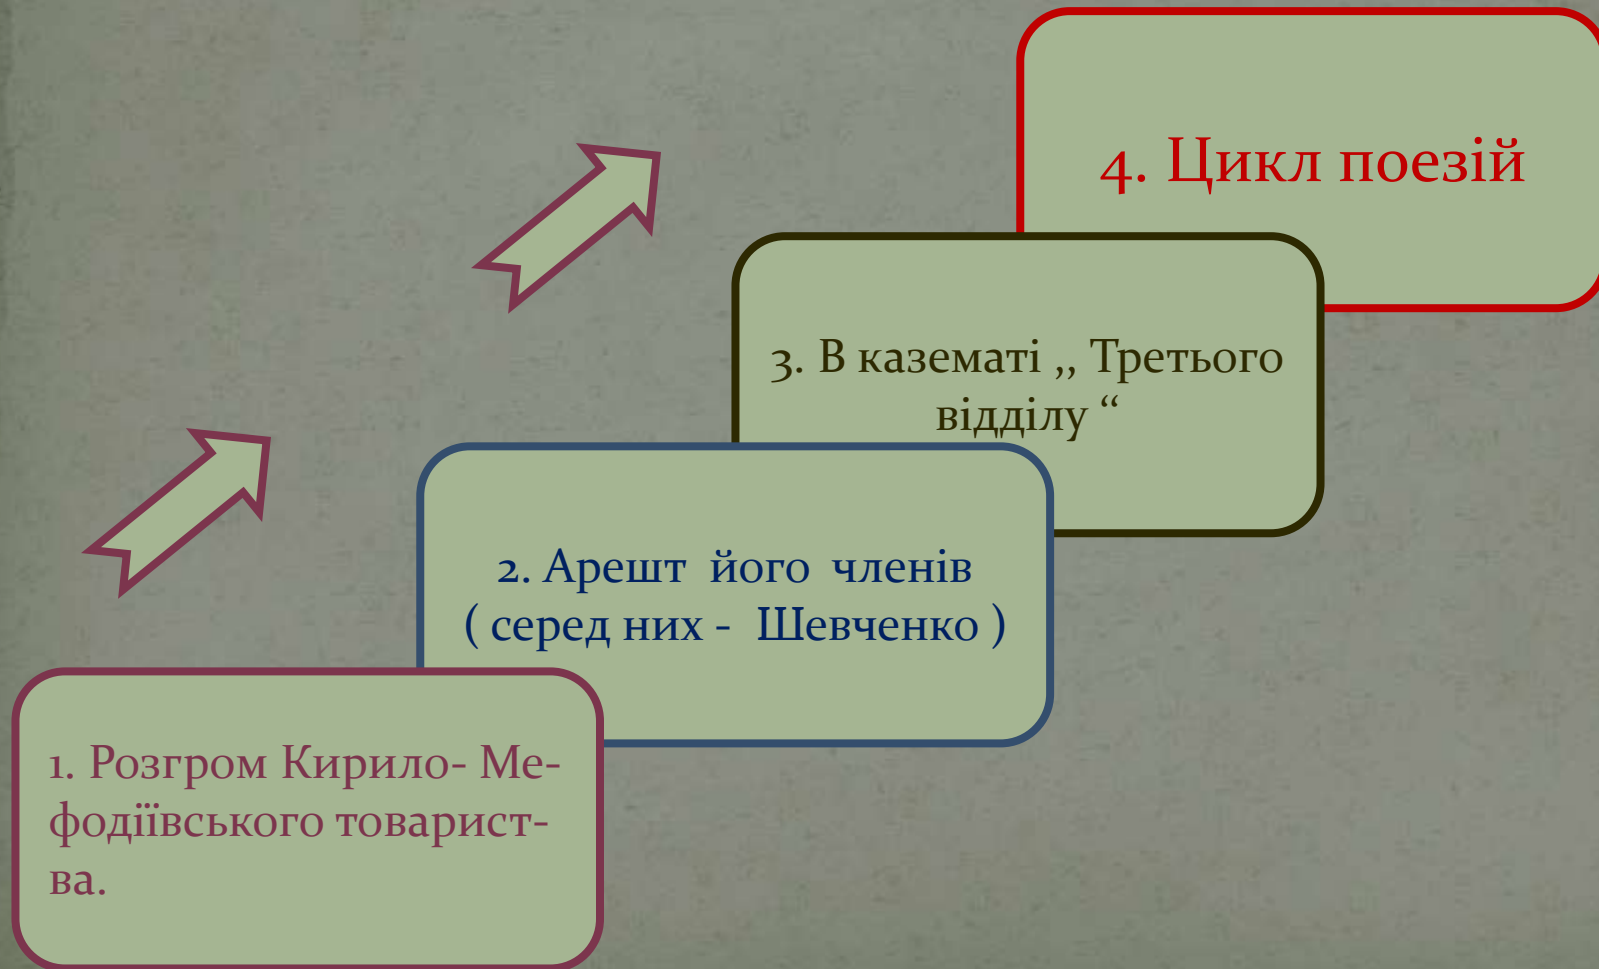 4. Цикл поезій
3. В казематі ,, Третього
відділу “
2. Арешт його членів
( серед них - Шевченко )
1. Розгром Кирило- Ме-
фодіївського товарист-
ва.